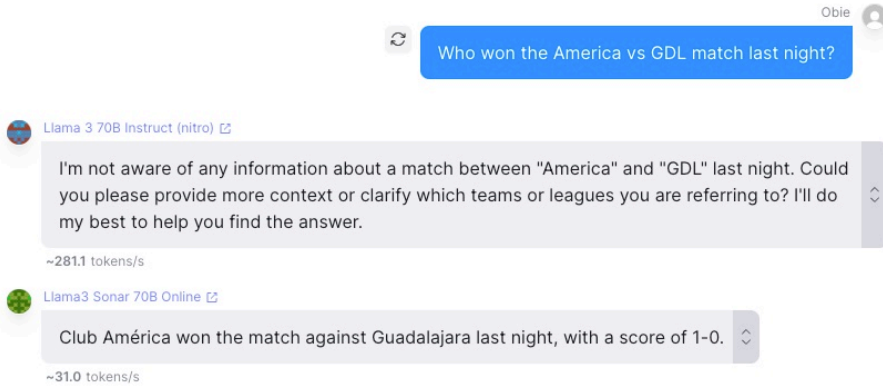 Obie
Who won the America vs GDL match last night?
Llama 3 70B Instruct (nitro)
I'm not aware of any information about a match between "America" and "GDL" last night. Could
you please provide more context or clarify which teams or leagues you are referring to? I'll do
my best to help you find the answer.
~281.1 tokens/s
Llama3 Sonar 70B Online
Club América won the match against Guadalajara last night, with a score of 1-0.
~31.0 tokens/s